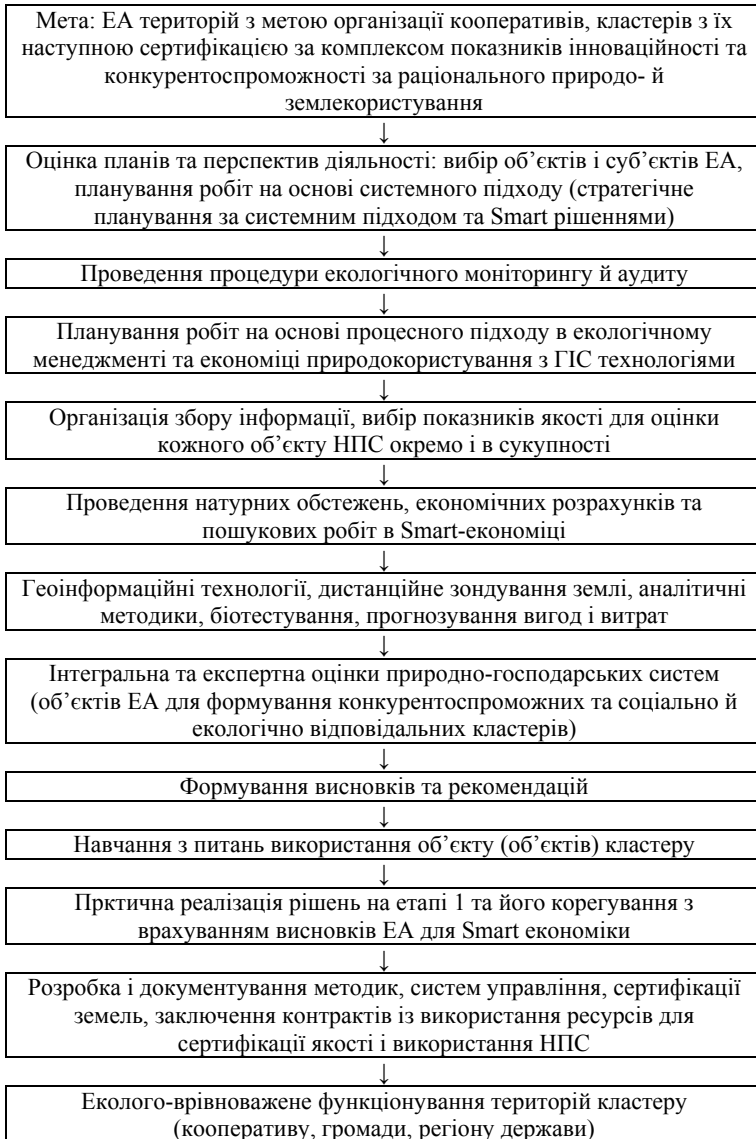 Мета: ЕА територій з метою організації кооперативів, кластерів з їх
наступною сертифікацією за комплексом показників інноваційності та
конкурентоспроможності за раціонального природо- й
землекористування
↓
Оцінка планів та перспектив діяльності: вибір об’єктів і суб’єктів ЕА,
планування робіт на основі системного підходу (стратегічне
планування за системним підходом та Smart рішеннями)
↓
Проведення процедури екологічного моніторингу й аудиту
↓
Планування робіт на основі процесного підходу в екологічному
менеджменті та економіці природокористування з ГІС технологіями
↓
Організація збору інформації, вибір показників якості для оцінки
кожного об’єкту НПС окремо і в сукупності
↓
Проведення натурних обстежень, економічних розрахунків та
пошукових робіт в Smart-економіці
↓
Геоінформаційні технології, дистанційне зондування землі, аналітичні
методики, біотестування, прогнозування вигод і витрат
↓
Інтегральна та експертна оцінки природно-господарських систем
(об’єктів ЕА для формування конкурентоспроможних та соціально й
екологічно відповідальних кластерів)
↓
Формування висновків та рекомендацій
↓
Навчання з питань використання об’єкту (об’єктів) кластеру
↓
Прктична реалізація рішень на етапі 1 та його корегування з
врахуванням висновків ЕА для Smart економіки
↓
Розробка і документування методик, систем управління, сертифікації
земель, заключення контрактів із використання ресурсів для
сертифікації якості і використання НПС
↓
Еколого-врівноважене функціонування територій кластеру
(кооперативу, громади, регіону держави)